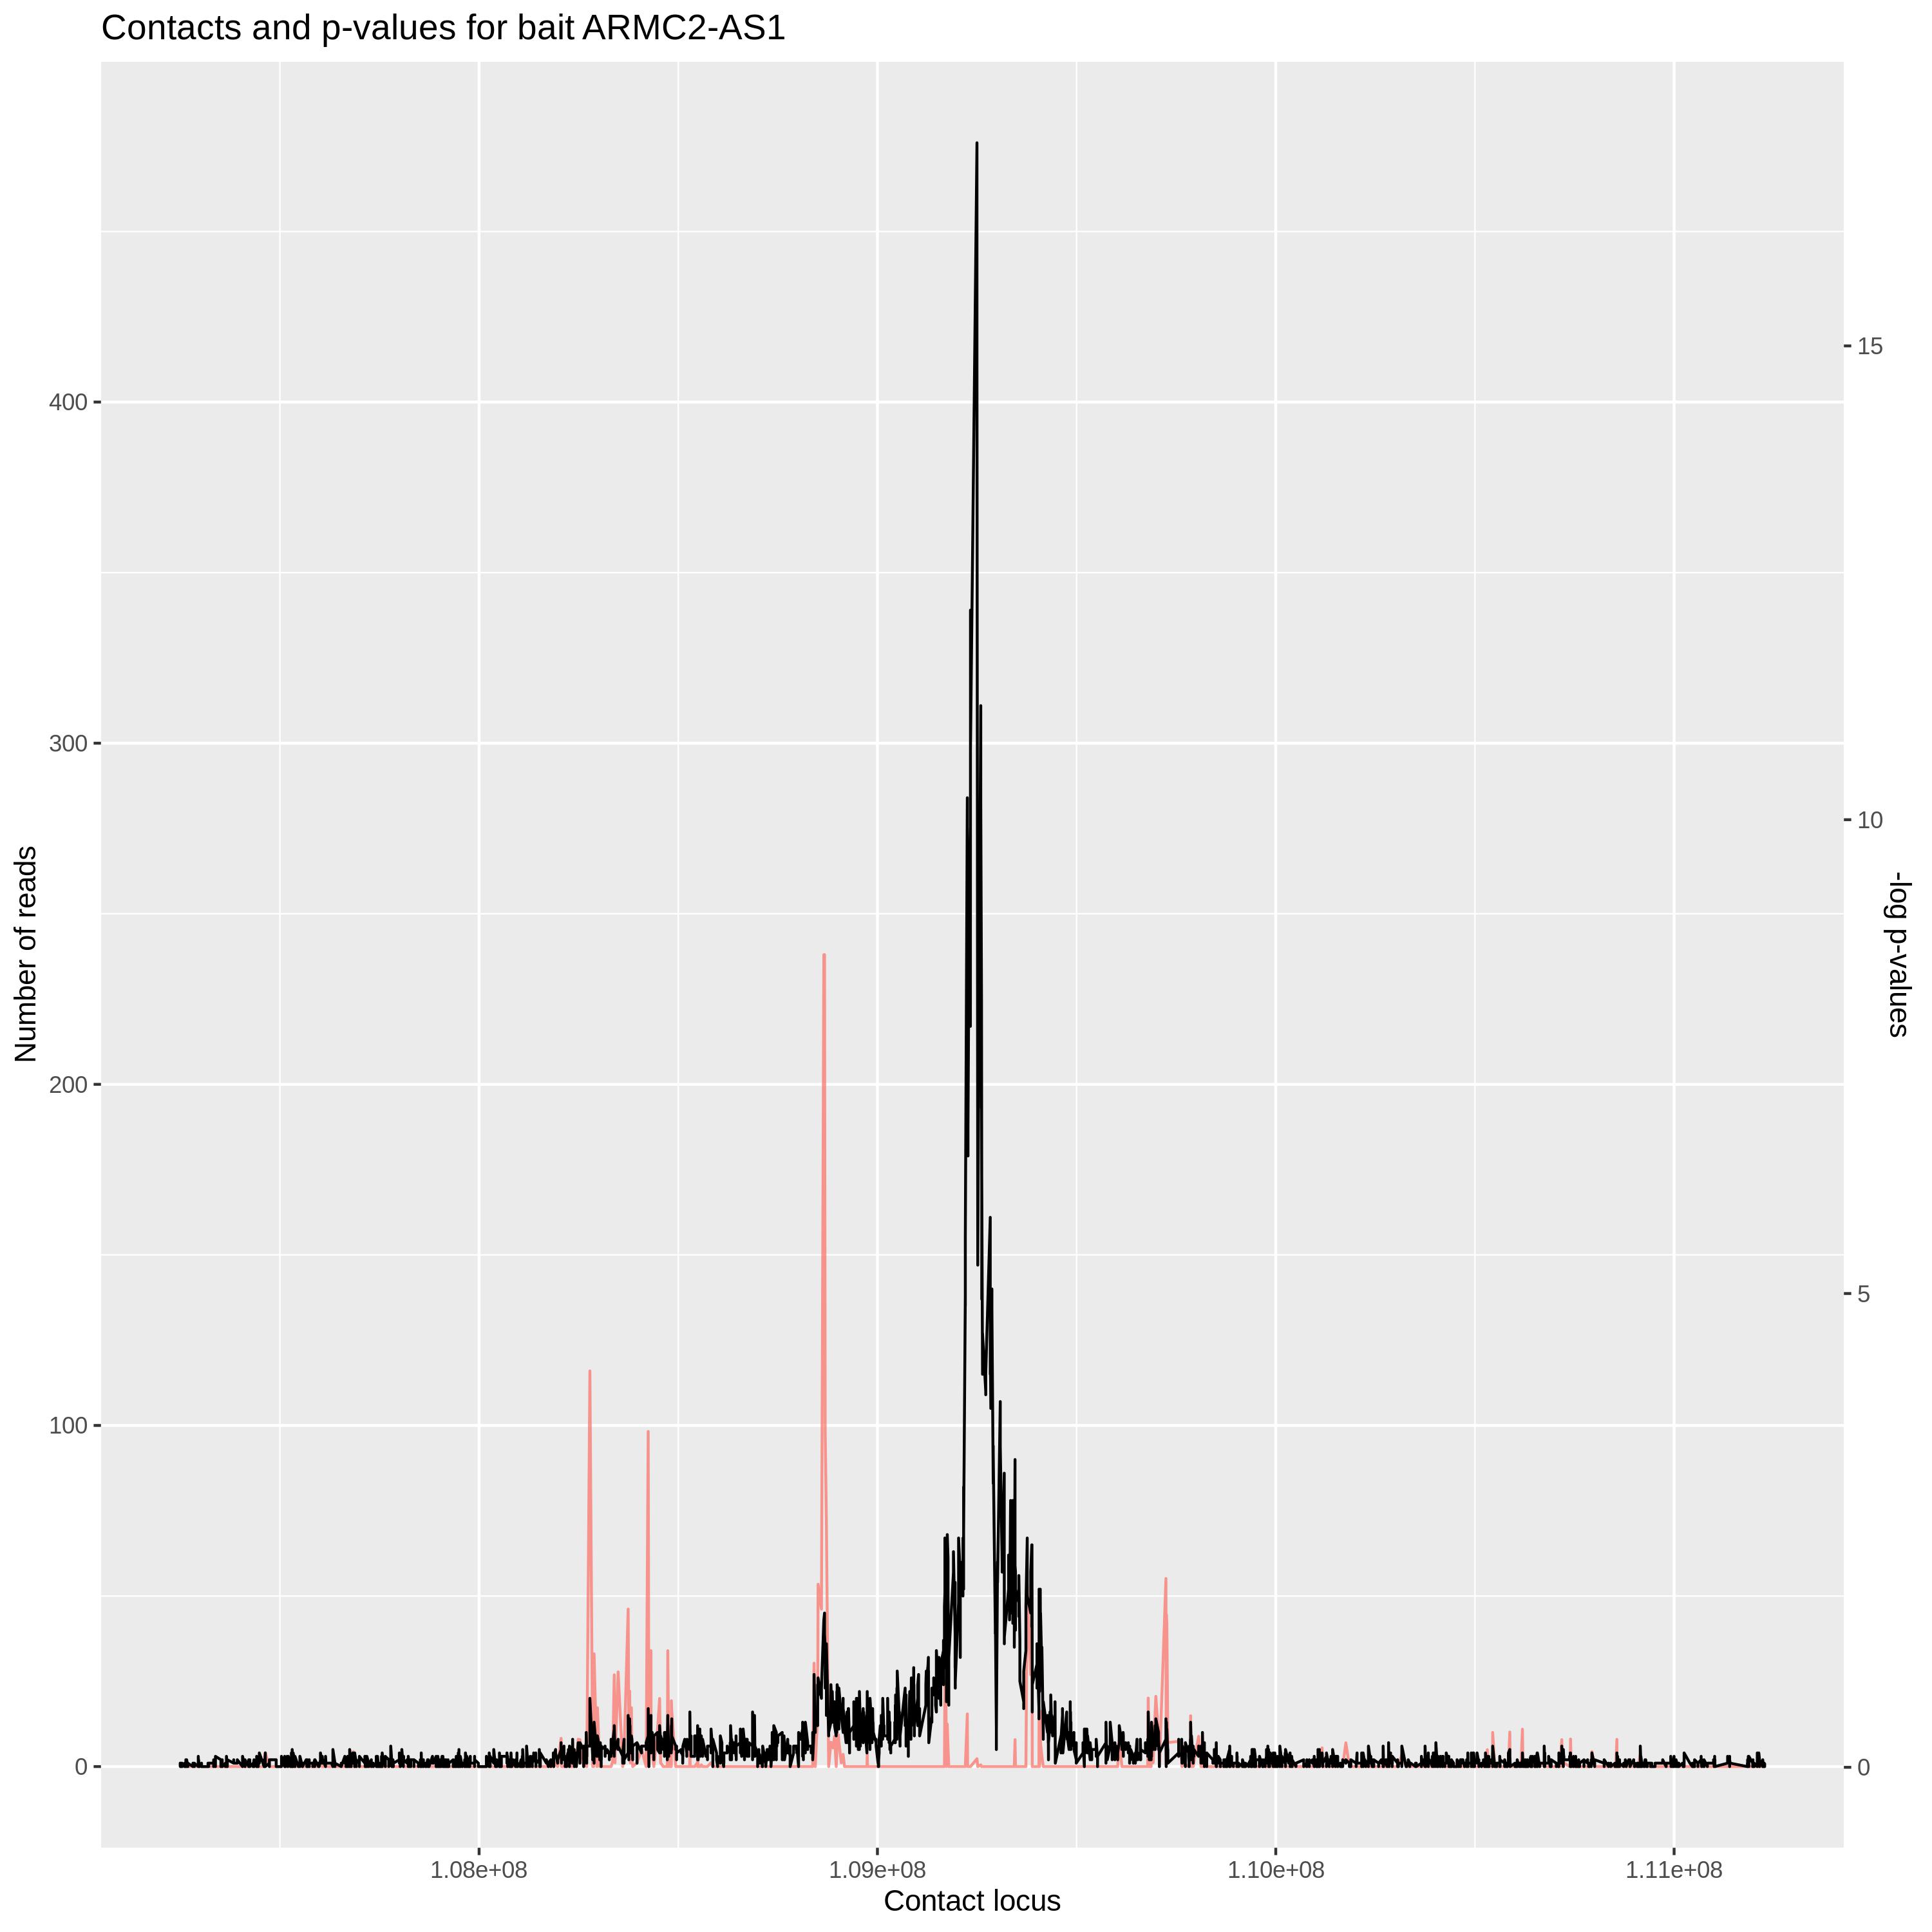 Contacts and p-values for bait ARMC2-AS1
Number of reads
400
300
200
100
0
15
10
5
0
-log p-values
1.08e+08
1.09e+08
1.10e+08
1.11e+08
Contact locus